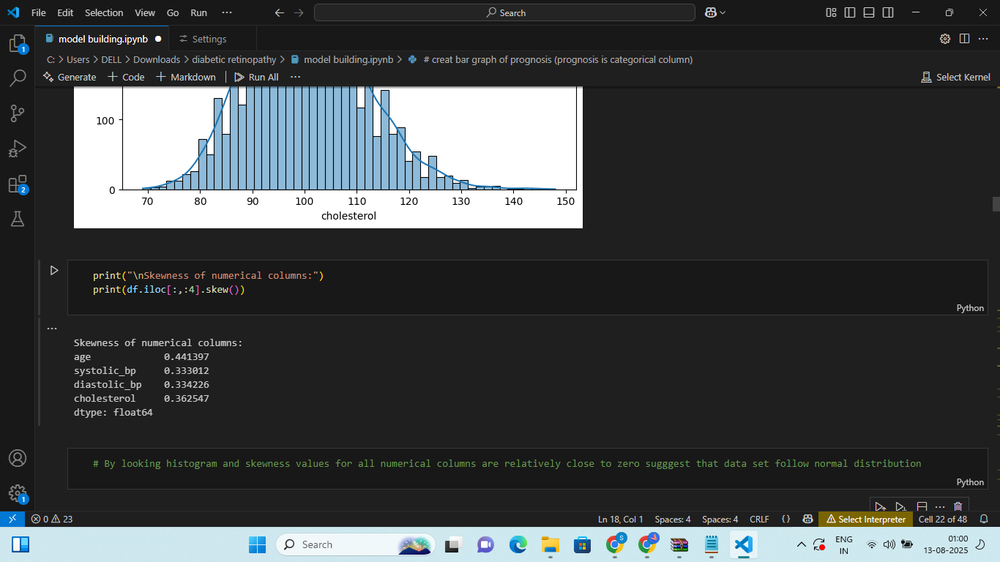 File Edit Selection View Go Run ··· Search
model building.ipynb Settings
C: > Users > DELL > Downloads > diabetic retinopathy > model building.ipynb > # creat bar graph of prognosis (prognosis is categorical column)
Generate + Code + Markdown Run All ··· Select Kernel
1
100
0
70 80 90 100 110 120 130 140 150
cholesterol
2
print("\nSkewness of numerical columns:")
print(df.iloc[:,:4].skew())
Python
Skewness of numerical columns:
age 0.441397
systolic_bp 0.333012
diastolic_bp 0.334226
cholesterol 0.362547
dtype: float64
# By looking histogram and skewness values for all numerical columns are relatively close to zero sugggest that data set follow normal distribution
Python
1
0 23 Ln 18, Col 1 Spaces: 4 Spaces: 4 CRLF {} Select Interpreter Cell 22 of 48
Search S ENG 01:00
IN 13-08-2025